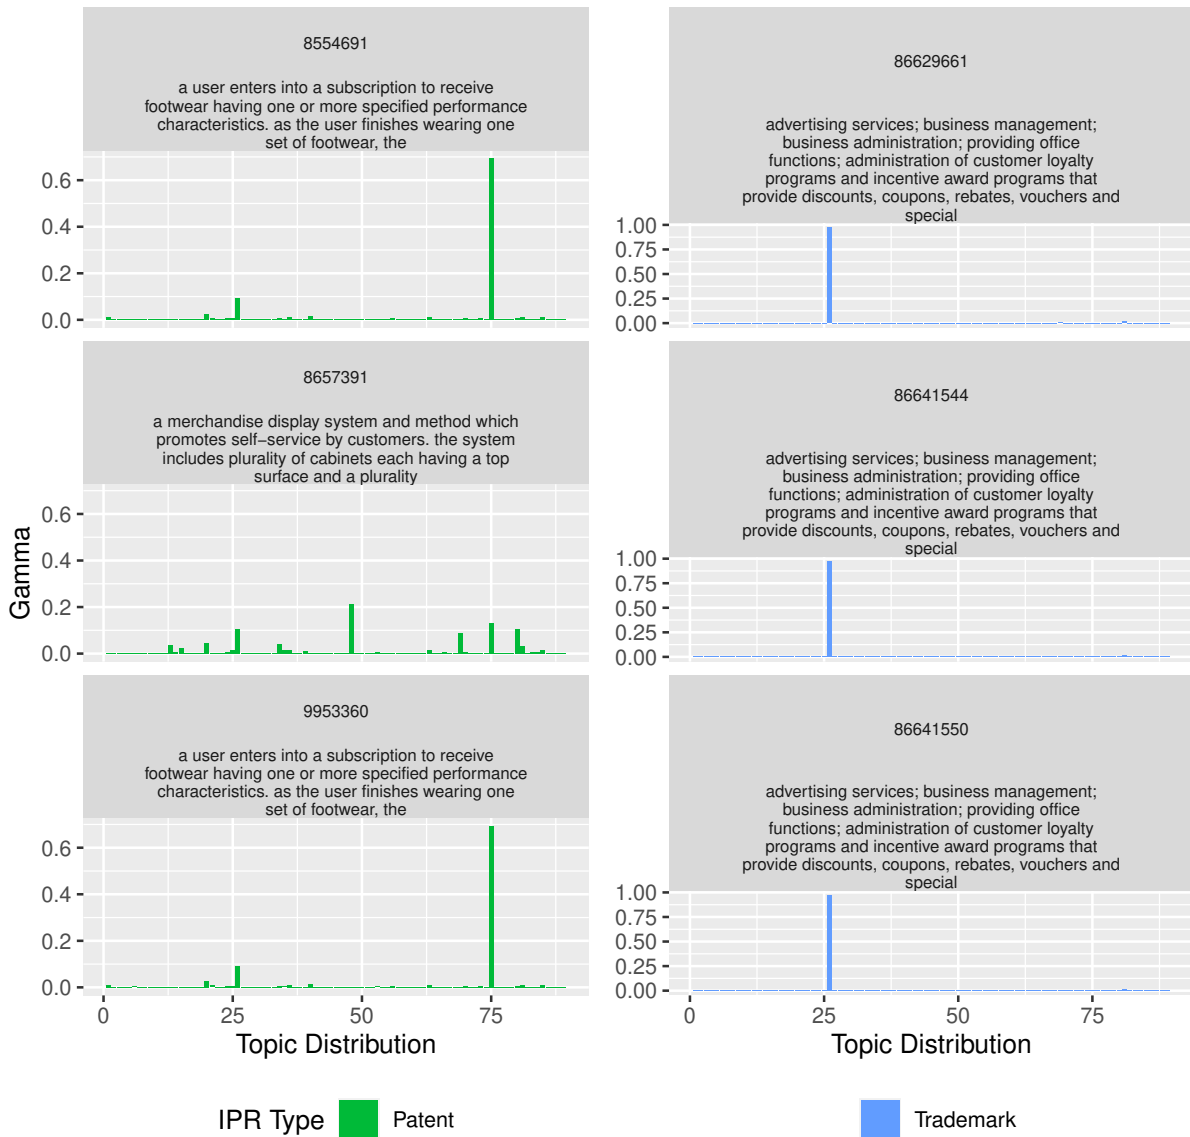 8554691
a user enters into a subscription to receive
footwear having one or more specified performance
characteristics. as the user finishes wearing one
set of footwear, the
0.6
0.4
0.2
0.0
8657391
a merchandise display system and method which
promotes self−service by customers. the system
includes plurality of cabinets each having a top
surface and a plurality
0.6
0.4
0.2
0.0
9953360
a user enters into a subscription to receive
footwear having one or more specified performance
characteristics. as the user finishes wearing one
set of footwear, the
0.6
0.4
0.2
0.0
0 25 50 75
Topic Distribution
Gamma
86629661
advertising services; business management;
business administration; providing office
functions; administration of customer loyalty
programs and incentive award programs that
provide discounts, coupons, rebates, vouchers and
special
1.00
0.75
0.50
0.25
0.00
86641544
advertising services; business management;
business administration; providing office
functions; administration of customer loyalty
programs and incentive award programs that
provide discounts, coupons, rebates, vouchers and
special
1.00
0.75
0.50
0.25
0.00
86641550
advertising services; business management;
business administration; providing office
functions; administration of customer loyalty
programs and incentive award programs that
provide discounts, coupons, rebates, vouchers and
special
1.00
0.75
0.50
0.25
0.00
0 25 50 75
Topic Distribution
IPR Type Patent Trademark